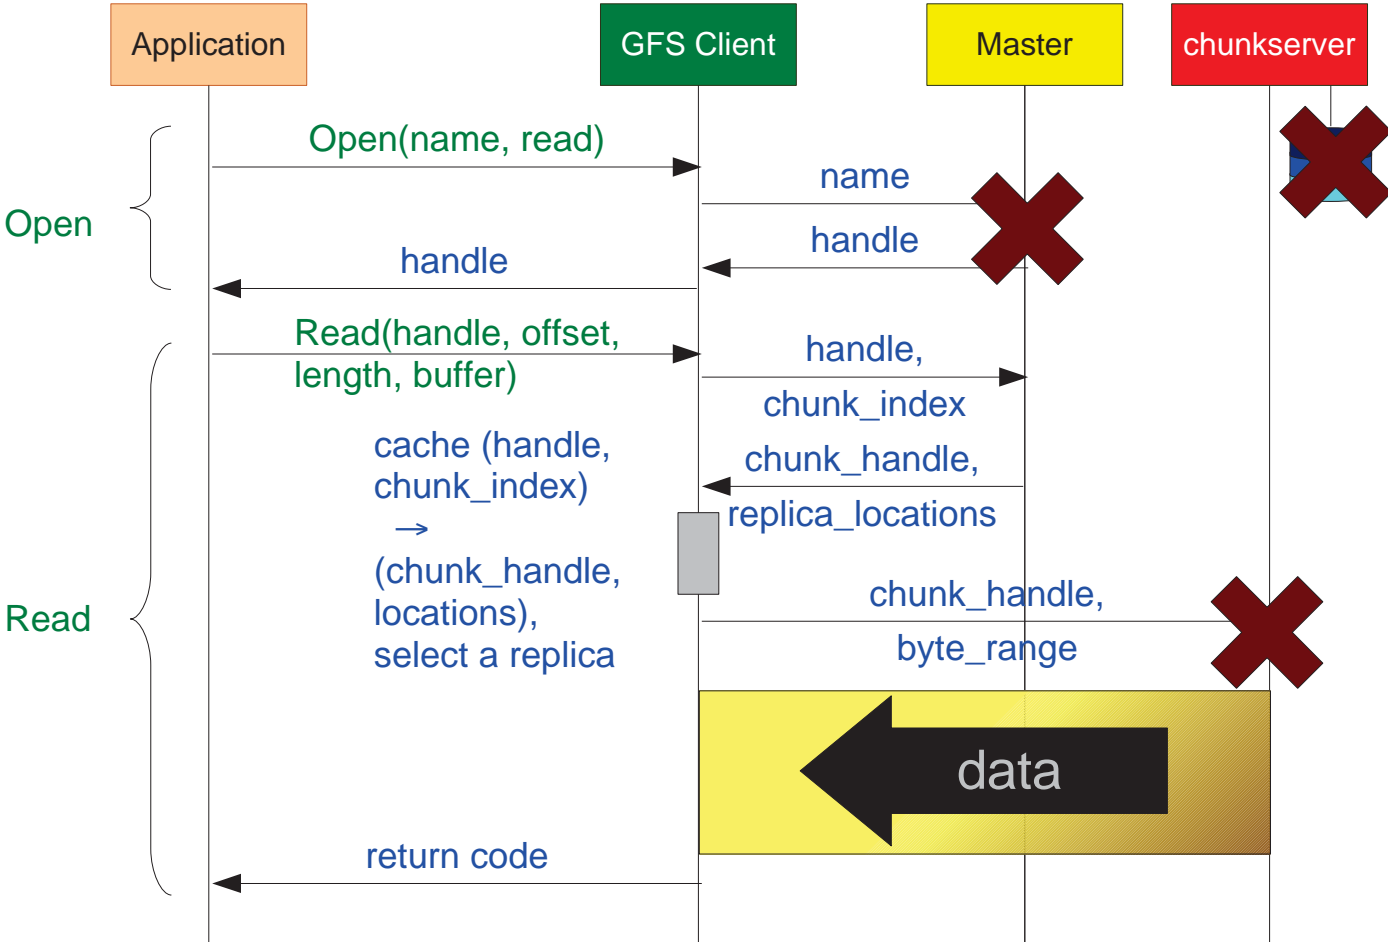 Application
GFS Client
Master
chunkserver
Open(name, read)
name
Open
handle
handle
Read(handle, offset,
length, buffer)
handle,
chunk_index
cache (handle,
chunk_index)
→
(chunk_handle,
locations),
select a replica
chunk_handle,
replica_locations
chunk_handle,
byte_range
Read
data
return code